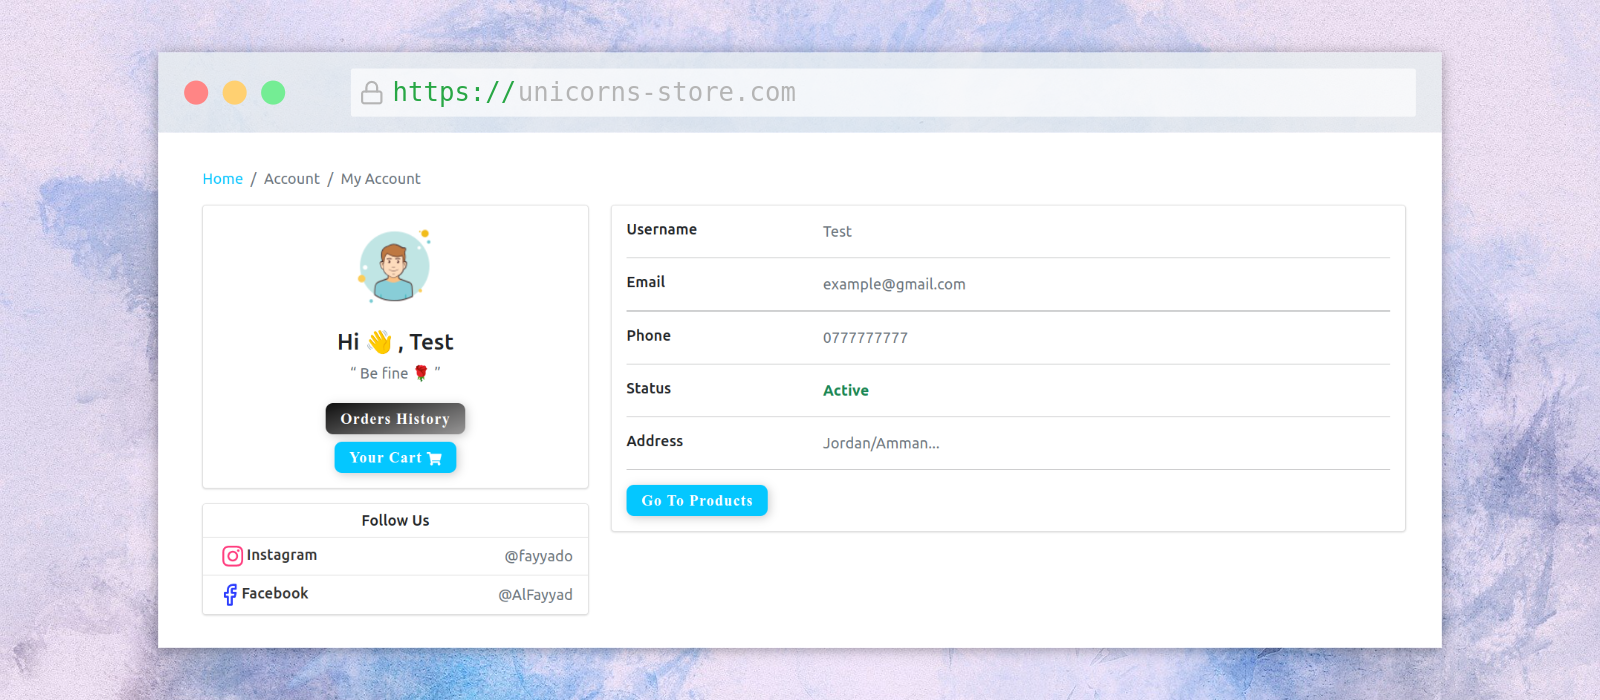 https://unicorns-store.com
Home / Account / My Account
Hi 👋 , Test
“ Be fine 🌹 ”
Orders History
Your Cart
Follow Us
Instagram @fayyado
Facebook @AlFayyad
Username Test
Email example@gmail.com
Phone 0777777777
Status Active
Address Jordan/Amman...
Go To Products